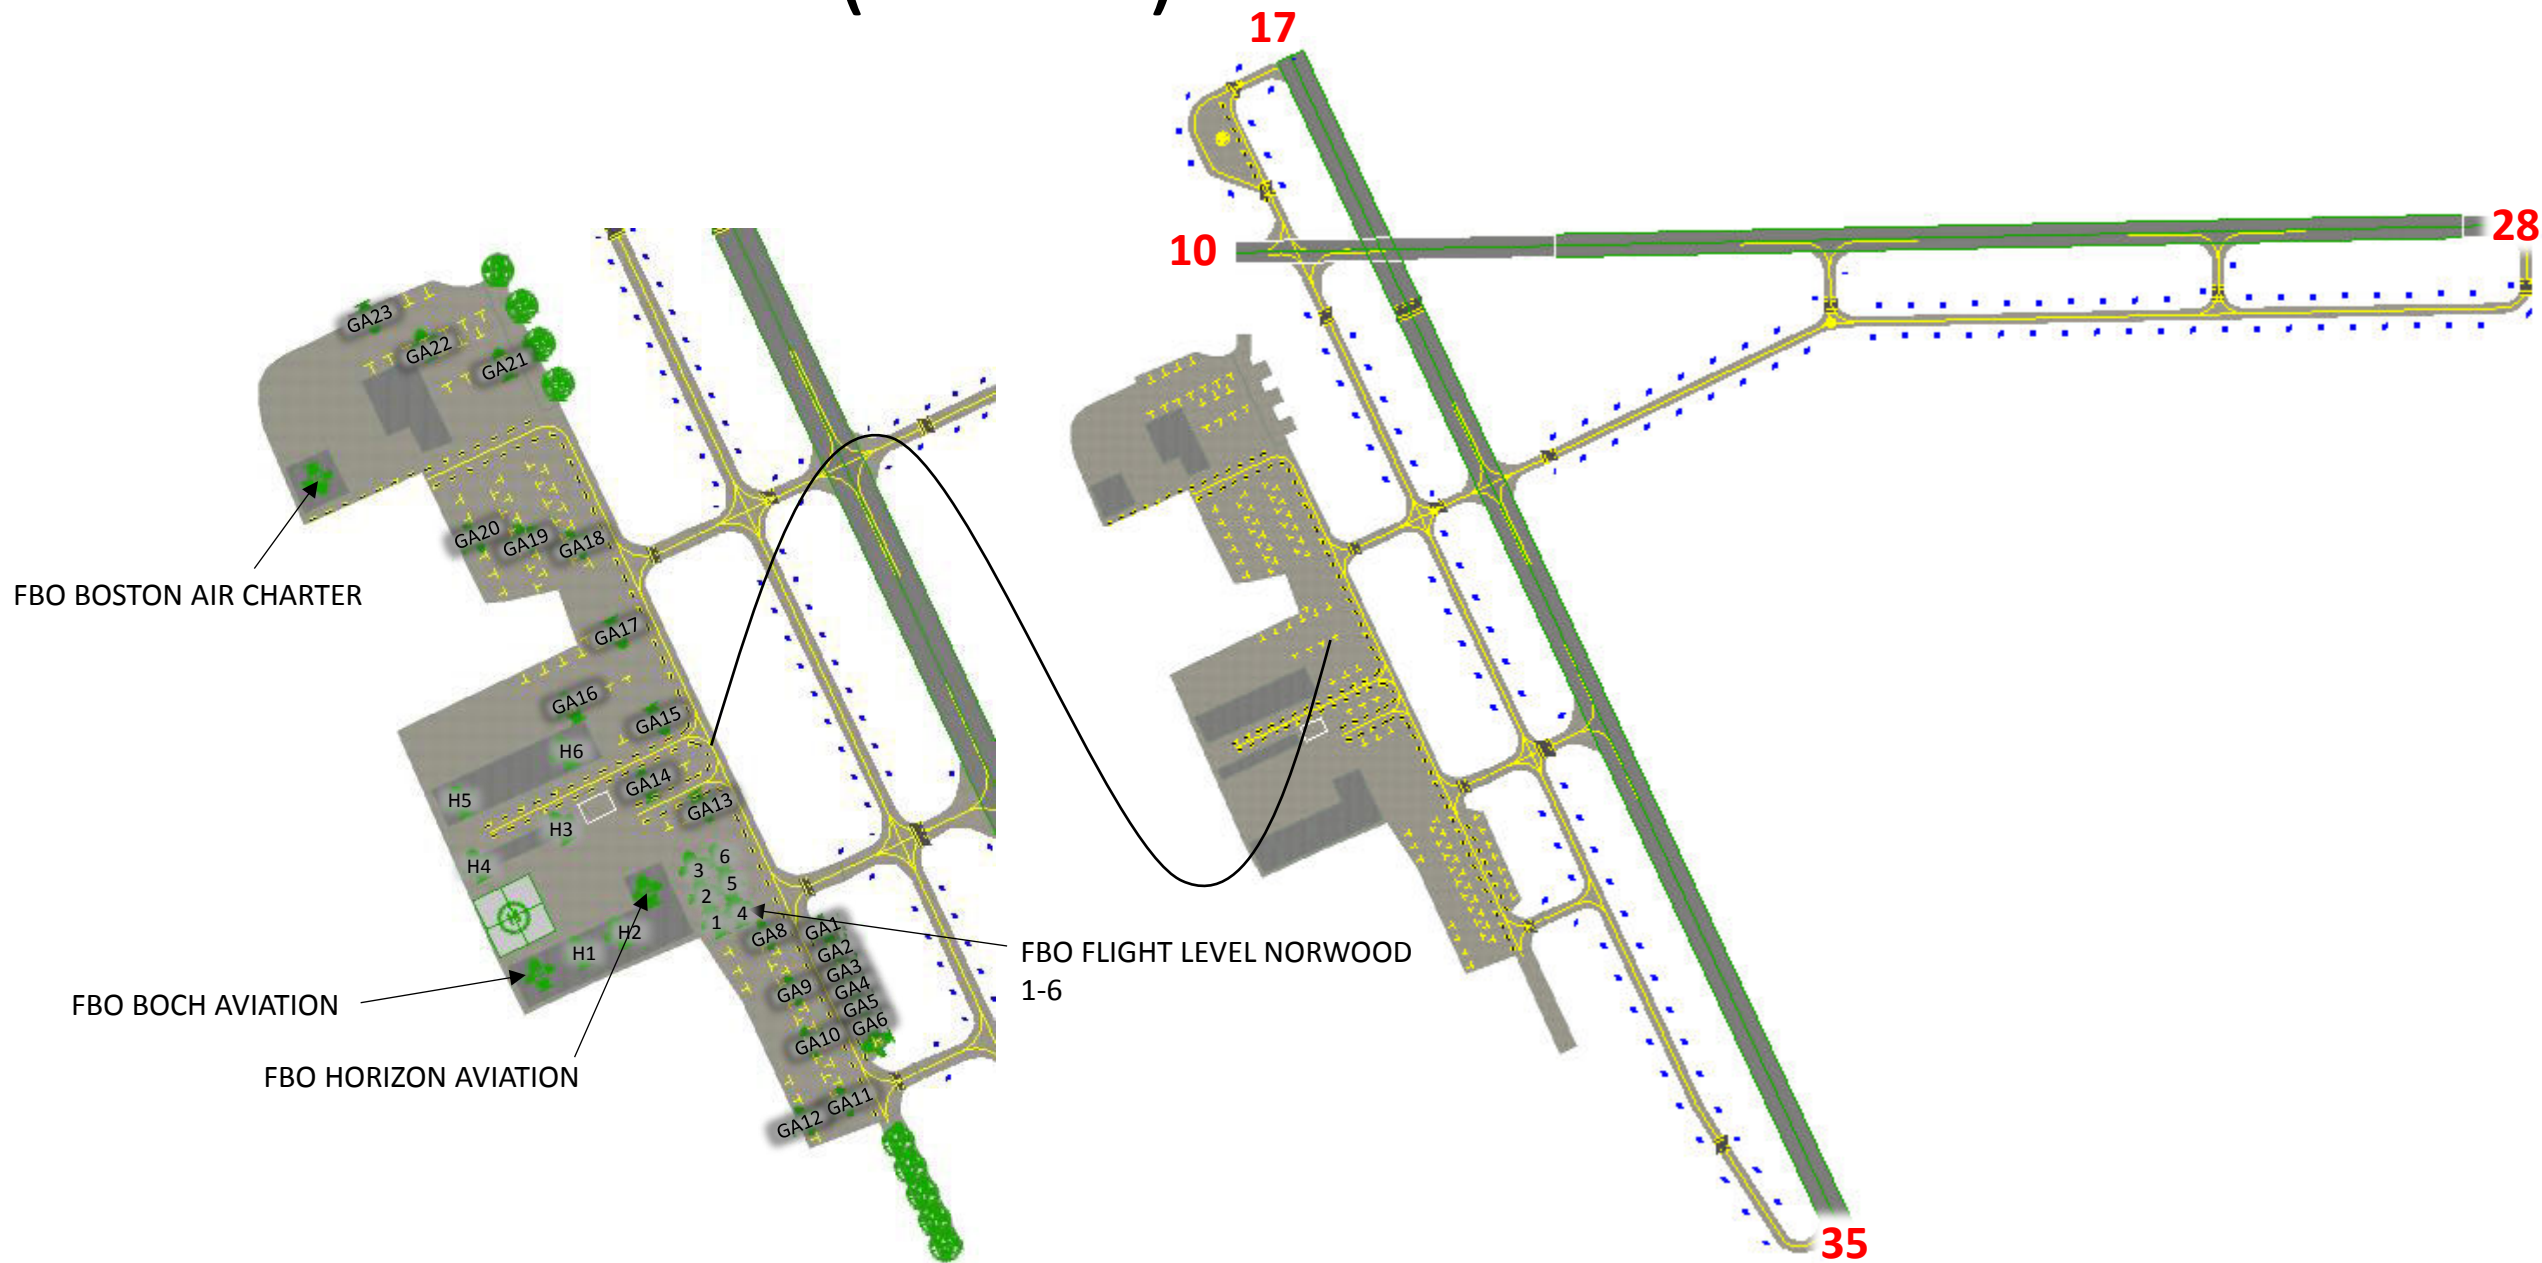 17
10
28
GA23
GA22
GA21
GA20
GA19
GA18
FBO BOSTON AIR CHARTER
GA17
GA16
GA15
H6
GA14
H5
GA13
H3
H4
6
3
5
2
4
1
H2
GA8
GA1
H1
GA2
FBO FLIGHT LEVEL NORWOOD
1-6
GA3
GA9
GA4
GA5
FBO BOCH AVIATION
GA6
GA10
FBO HORIZON AVIATION
GA11
GA12
35